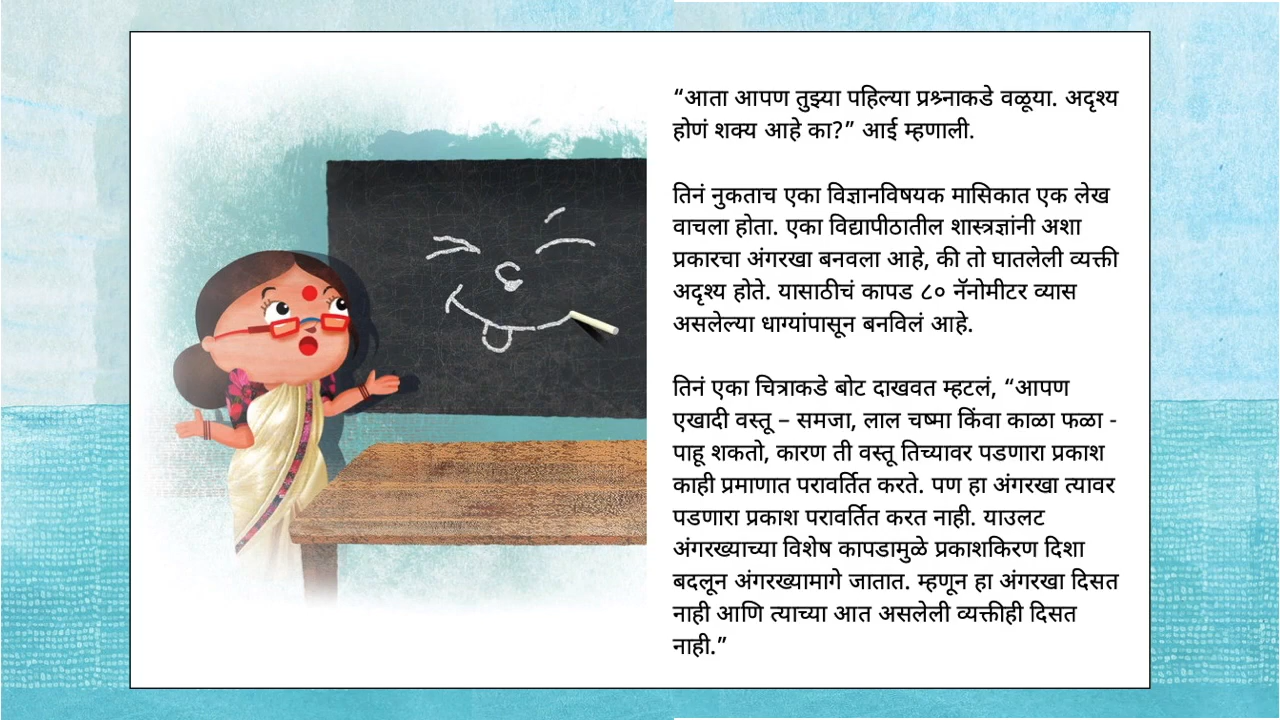 “आता आपण तुझ्या पहिल्या प्रश्र्नाकडे वळूया. अदृश्य
होणं शक्य आहे का?” आई म्हणाली.
तिनं नुकताच एका विज्ञानविषयक मासिकात एक लेख
वाचला होता. एका विद्यापीठातील शास्त्रज्ञांनी अशा
प्रकारचा अंगरखा बनवला आहे, की तो घातलेली व्यक्ती
अदृश्य होते. यासाठीचं कापड ८० नॅनोमीटर व्यास
असलेल्या धाग्यांपासून बनविलं आहे.
तिनं एका चित्राकडे बोट दाखवत म्हटलं, “आपण
एखादी वस्तू – समजा, लाल चष्मा किंवा काळा फळा -
पाहू शकतो, कारण ती वस्तू तिच्यावर पडणारा प्रकाश
काही प्रमाणात परावर्तित करते. पण हा अंगरखा त्यावर
पडणारा प्रकाश परावर्तित करत नाही. याउलट
अंगरख्याच्या विशेष कापडामुळे प्रकाशकिरण दिशा
बदलून अंगरख्यामागे जातात. म्हणून हा अंगरखा दिसत
नाही आणि त्याच्या आत असलेली व्यक्तीही दिसत
नाही.”